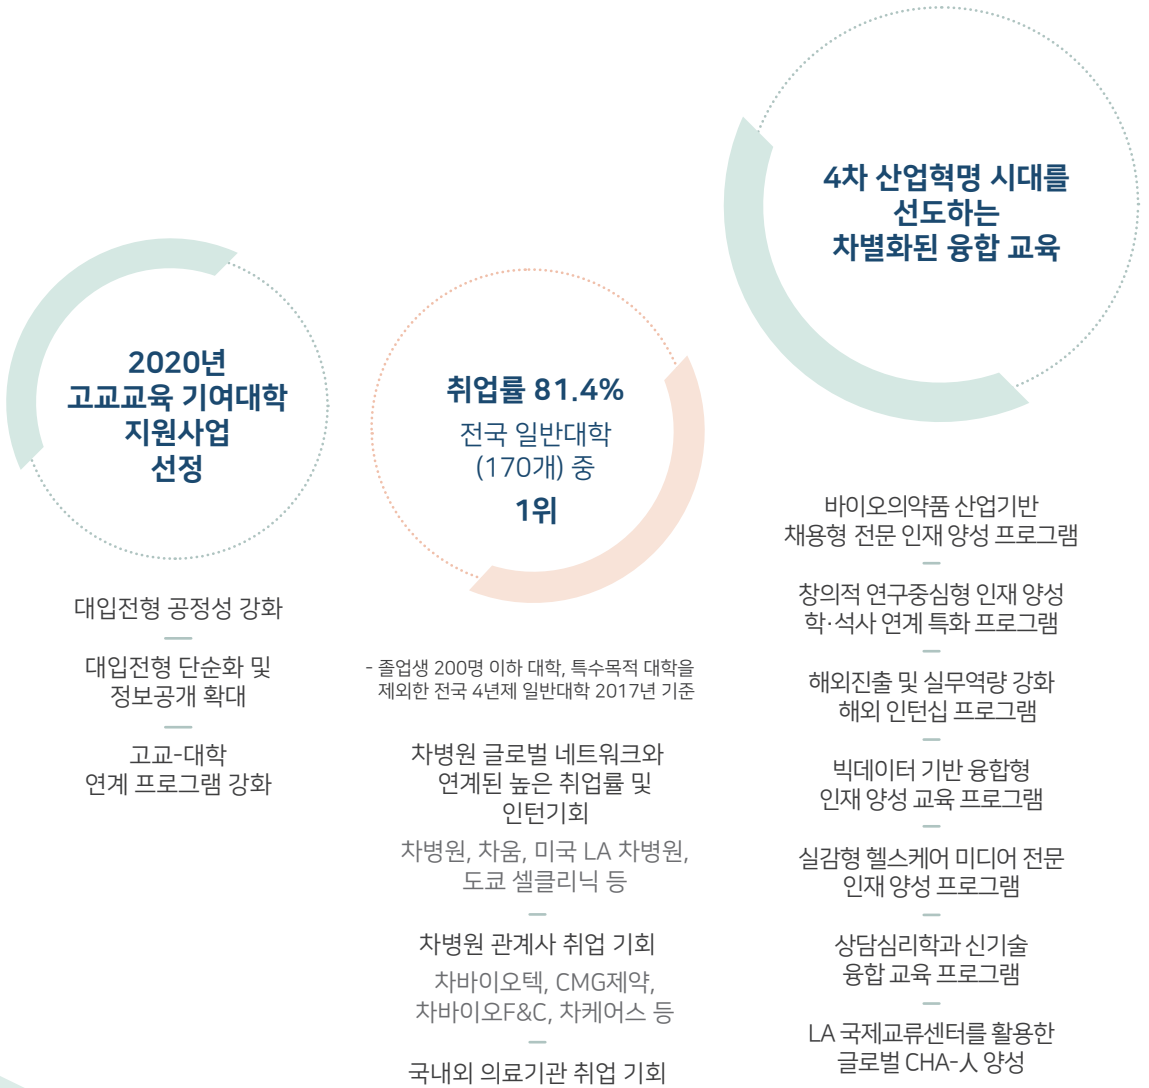 2020년
고교교육 기여대학
지원사업
선정
대입전형 공정성 강화
대입전형 단순화 및
정보공개 확대
고교-대학
연계 프로그램 강화
취업률 81.4%
전국 일반대학
(170개) 중
1위
- 졸업생 200명 이하 대학, 특수목적 대학을
제외한 전국 4년제 일반대학 2017년 기준
차병원 글로벌 네트워크와
연계된 높은 취업률 및
인턴기회
차병원, 차움, 미국 LA 차병원,
도쿄 셀클리닉 등
차병원 관계사 취업 기회
차바이오텍, CMG제약,
차바이오F&C, 차케어스 등
국내외 의료기관 취업 기회
4차 산업혁명 시대를
선도하는
차별화된 융합 교육
바이오의약품 산업기반
채용형 전문 인재 양성 프로그램
창의적 연구중심형 인재 양성
학·석사 연계 특화 프로그램
해외진출 및 실무역량 강화
해외 인턴십 프로그램
빅데이터 기반 융합형
인재 양성 교육 프로그램
실감형 헬스케어 미디어 전문
인재 양성 프로그램
상담심리학과 신기술
융합 교육 프로그램
LA 국제교류센터를 활용한
글로벌 CHA-人 양성